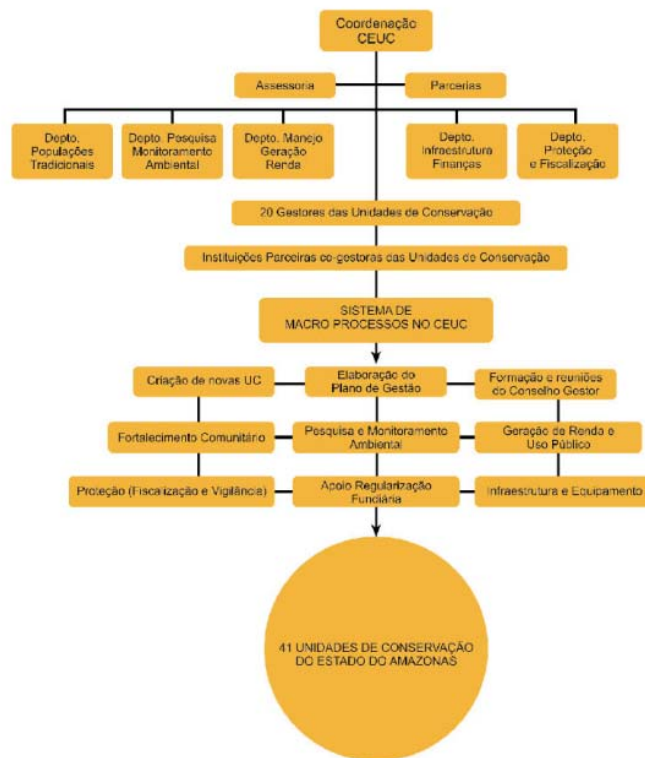 Coordenação
CEUC
Assessoria
Parcerias
Depto.
Populações
Tradicionais
Depto. Pesquisa
Monitoramento
Ambiental
Depto. Manejo
Geração
Renda
Depto.
Infraestrutura
Finanças
Depto.
Proteção
e Fiscalização
20 Gestores das Unidades de Conservação
Instituições Parceiras co-gestoras das Unidades de Conservação
SISTEMA DE
MACRO PROCESSOS NO CEUC
Criação de novas UC
Elaboração do
Plano de Gestão
Formação e reuniões
do Conselho Gestor
Fortalecimento Comunitário
Pesquisa e Monitoramento
Ambiental
Geração de Renda e
Uso Público
Proteção (Fiscalização e Vigilância)
Apoio Regularização
Fundiária
Infraestrutura e Equipamento
41 UNIDADES DE CONSERVAÇÃO
DO ESTADO DO AMAZONAS